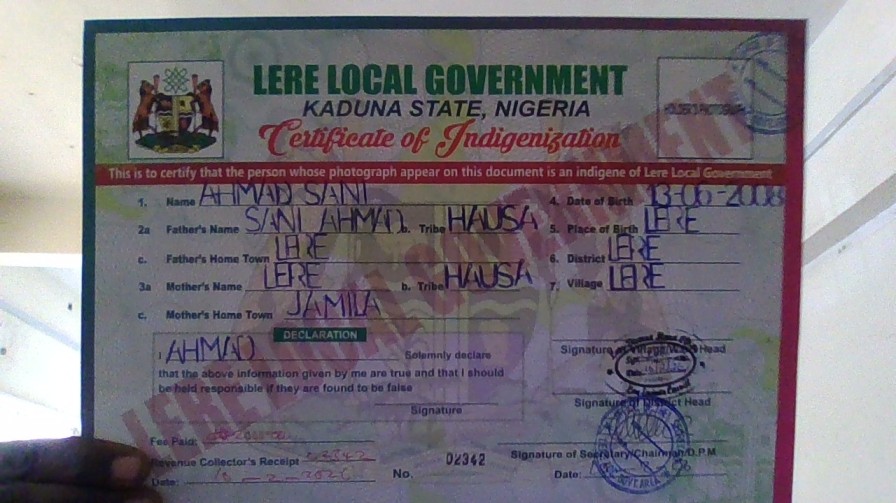 LERE LOCAL GOVERNMENT
KADUNA STATE, NIGERIA
Certificate of Indigenization
This is to certify that the person whose photograph appear on this document is an indigene of Lere Local Government
1. Name AHMAD SANI 4. Date of Birth 13-06-2008
2a Father's Name SANI AHMAD b. Tribe HAUSA 5. Place of Birth LERE
c. Father's Home Town LERE 6. District LERE
3a Mother's Name LERE b. Tribe HAUSA 7. Village LERE
c. Mother's Home Town JAMILA
DECLARATION
I AHMAD Solemnly declare
that the above information given by me are true and that I should
be held responsible if they are found to be false
Signature
Signature of Village/ Head
Signature of District Head
Fee Paid:
Revenue Collector's Receipt 02342
Date:
No. 02342
Signature of Secretary/Chairman/D.P.M
Date:
LERE LOCAL GOVERNMENT